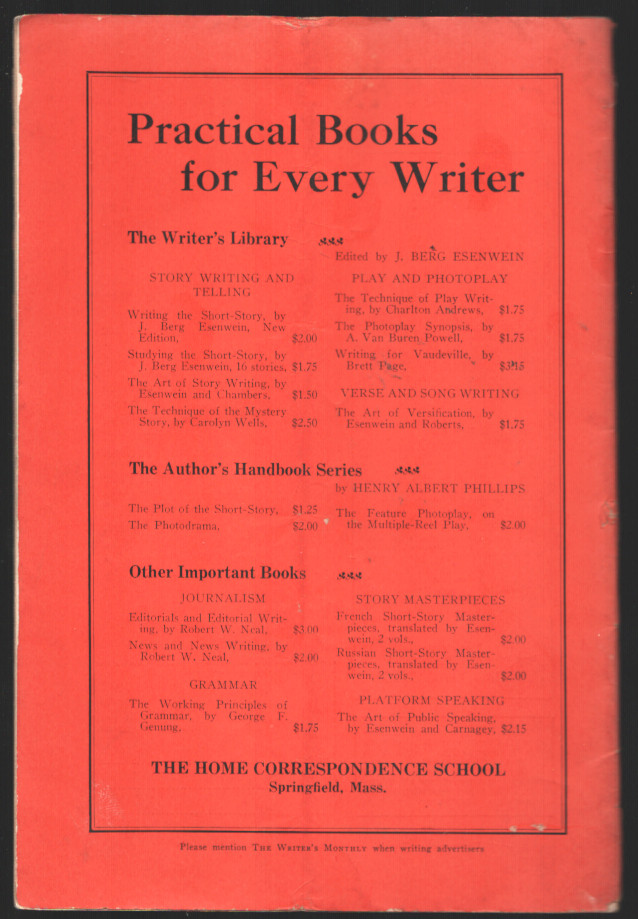 Practical Books
for Every Writer
The Writer's Library
Edited by J. BERG ESENWEIN
STORY WRITING AND
TELLING
Writing the Short-Story, by
J. Berg Esenwein, New
Edition, $2.00
Studying the Short-Story, by
J. Berg Esenwein, 16 stories, $1.75
The Art of Story Writing, by
Esenwein and Chambers, $1.50
The Technique of the Mystery
Story, by Carolyn Wells, $2.50
PLAY AND PHOTOPLAY
The Technique of Play Writ-
ing, by Charlton Andrews, $1.75
The Photoplay Synopsis, by
A. Van Buren Powell, $1.75
Writing for Vaudeville, by
Brett Page,
VERSE AND SONG WRITING
The Art of Versification, by
Esenwein and Roberts, $1.75
The Author's Handbook Series
by HENRY ALBERT PHILLIPS
The Plot of the Short-Story, $1.25
The Photodrama, $2.00
The Feature Photoplay, on
the Multiple-Reel Play, $2.00
Other Important Books
JOURNALISM
Editorials and Editorial Writ-
ing, by Robert W. Neal, $3.00
News and News Writing, by
Robert W. Neal, $2.00
GRAMMAR
The Working Principles of
Grammar, by George F.
Genung, $1.75
STORY MASTERPIECES
French Short-Story Master-
pieces, translated by Esen-
wein, 2 vols., $2.00
Russian Short-Story Master-
pieces, translated by Esen-
wein, 2 vols., $2.00
PLATFORM SPEAKING
The Art of Public Speaking,
by Esenwein and Carnagey, $2.15
THE HOME CORRESPONDENCE SCHOOL
Springfield, Mass.
Please mention THE WRITER'S MONTHLY when writing advertisers